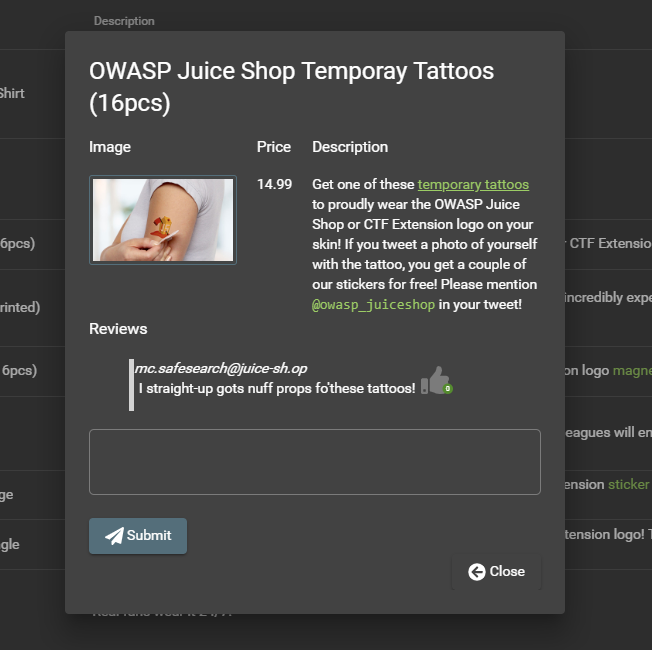 Description
OWASP Juice Shop Temporay Tattoos
(16pcs)
Image
Price
Description
14.99
Get one of these temporary tattoos
to proudly wear the OWASP Juice
Shop or CTF Extension logo on your
skin! If you tweet a photo of yourself
with the tattoo, you get a couple of
our stickers for free! Please mention
@owasp_juiceshop in your tweet!
Reviews
mc.safesearch@juice-sh.op
I straight-up gots nuff props fo'these tattoos!
0
Submit
Close
Shirt
6pcs)
CTF Extensio
rinted)
incredibly expe
6pcs)
on logo magne
eagues will en
ge
ension sticker
gle
tension logo! T